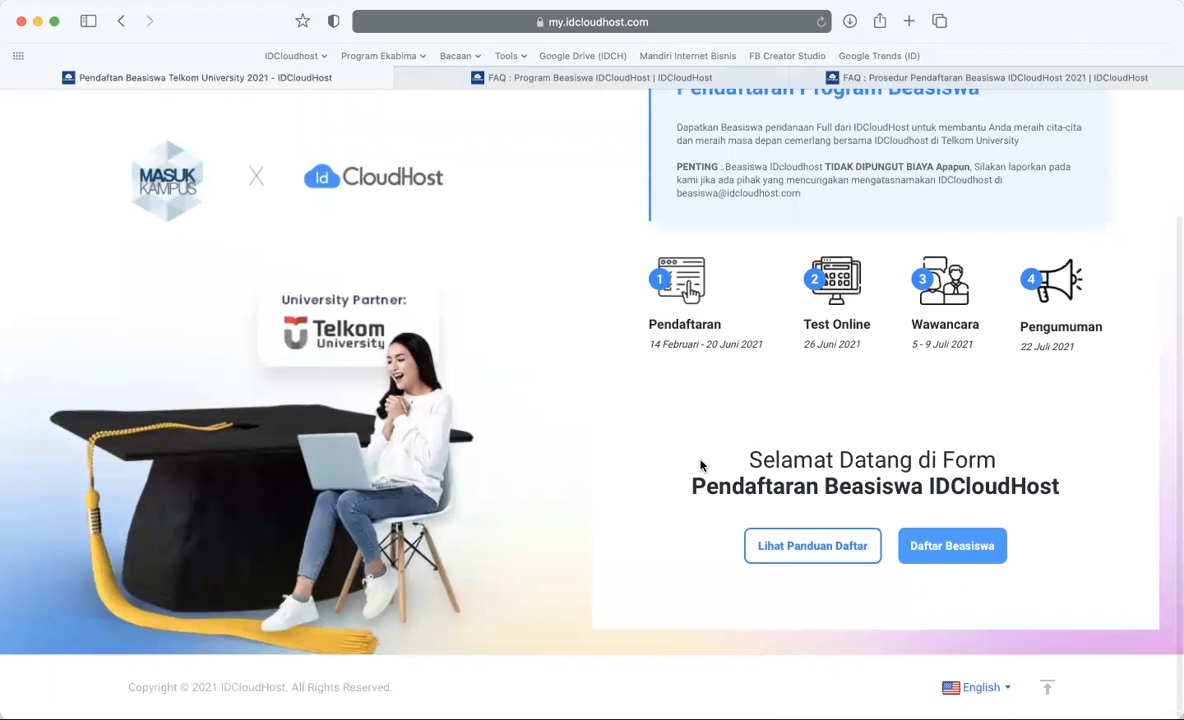 my.idcloudhost.com
IDCloudhost
Program Ekabima
Bacaan
Tools
Google Drive (IDCH)
Mandiri Internet Bisnis
FB Creator Studio
Google Trends (ID)
Pendaftan Beasiswa Telkom University 2021 - IDCloudHost
FAQ : Program Beasiswa IDCloudHost | IDCloudHost
FAQ : Prosedur Pendaftaran Beasiswa IDCloudHost 2021 | IDCloudHost
Pendaftaran Program Beasiswa
Dapatkan Beasiswa pendanaan Full dari IDCloudHost untuk membantu Anda meraih cita-cita
dan meraih masa depan cemerlang bersama IDCloudhost di Telkom University
PENTING : Beasiswa IDcloudhost TIDAK DIPUNGUT BIAYA Apapun, Silakan laporkan pada
kami jika ada pihak yang mencurigakan mengatasnamakan IDCloudhost di
beasiswa@idcloudhost.com
MASUK
KAMPUS
X
Id CloudHost
University Partner:
Telkom
University
1
Pendaftaran
14 Februari - 20 Juni 2021
2
Test Online
26 Juni 2021
3
Wawancara
5 - 9 Juli 2021
4
Pengumuman
22 Juli 2021
Selamat Datang di Form
Pendaftaran Beasiswa IDCloudHost
Lihat Panduan Daftar
Daftar Beasiswa
Copyright © 2021 IDCloudHost. All Rights Reserved.
English